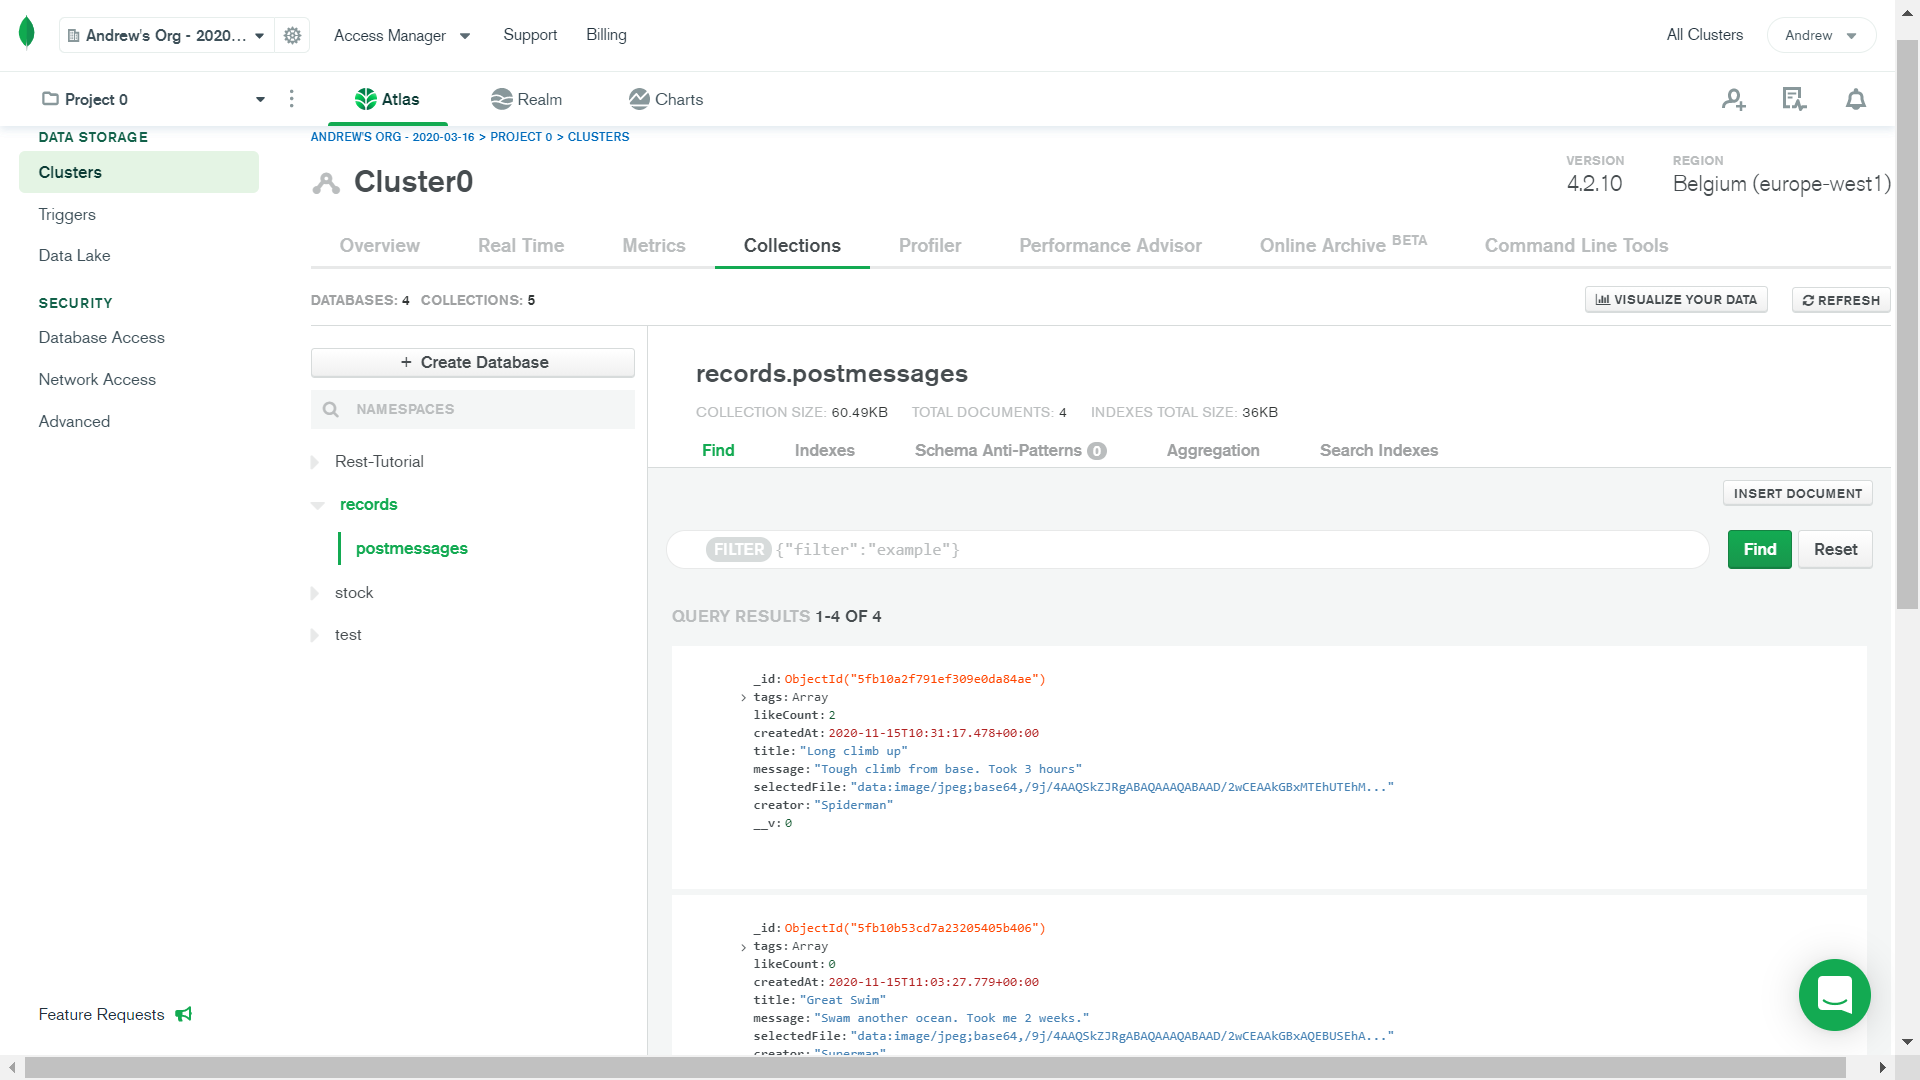 Andrew's Org - 2020... Access Manager Support Billing All Clusters Andrew
Project 0 Atlas Realm Charts
DATA STORAGE
Clusters
Triggers
Data Lake
SECURITY
Database Access
Network Access
Advanced
Feature Requests
ANDREW'S ORG - 2020-03-16 > PROJECT 0 > CLUSTERS
Cluster0
VERSION
4.2.10
REGION
Belgium (europe-west1)
Overview Real Time Metrics Collections Profiler Performance Advisor Online Archive BETA Command Line Tools
DATABASES: 4 COLLECTIONS: 5 VISUALIZE YOUR DATA REFRESH
+ Create Database
NAMESPACES
Rest-Tutorial
records
postmessages
stock
test
records.postmessages
COLLECTION SIZE: 60.49KB TOTAL DOCUMENTS: 4 INDEXES TOTAL SIZE: 36KB
Find Indexes Schema Anti-Patterns 0 Aggregation Search Indexes
INSERT DOCUMENT
FILTER {"filter":"example"} Find Reset
QUERY RESULTS 1-4 OF 4
_id: ObjectId("5fb10a2f791ef309e0da84ae")
> tags: Array
likeCount: 2
createdAt: 2020-11-15T10:31:17.478+00:00
title: "Long climb up"
message: "Tough climb from base. Took 3 hours"
selectedFile: "data:image/jpeg;base64,/9j/4AAQSkZJRgABAQAAAQABAAD/2wCEAAkGBxMTEhUTEhM..."
creator: "Spiderman"
__v: 0
_id: ObjectId("5fb10b53cd7a23205405b406")
> tags: Array
likeCount: 0
createdAt: 2020-11-15T11:03:27.779+00:00
title: "Great Swim"
message: "Swam another ocean. Took me 2 weeks."
selectedFile: "data:image/jpeg;base64,/9j/4AAQSkZJRgABAQAAAQABAAD/2wCEAAkGBxAQEBUSEhA..."
creator: "Superman"